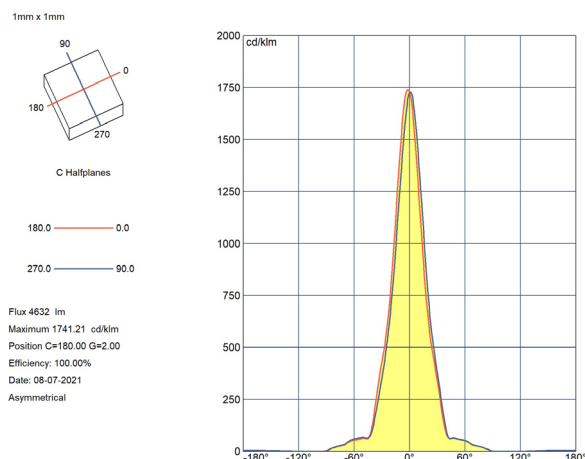 1mm x 1mm
90
0
180
270
C Halfplanes
180.0 0.0
270.0 90.0
Flux 4632 lm
Maximum 1741.21 cd/klm
Position C=180.00 G=2.00
Efficiency: 100.00%
Date: 08-07-2021
Asymmetrical
2000
cd/klm
1750
1500
1250
1000
750
500
250
0
-180° -120° -60° 0° 60° 120° 180°